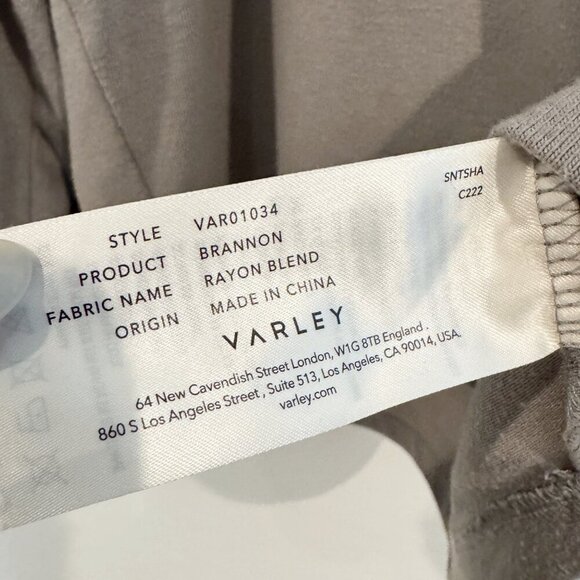 SNTSHA
C222
STYLE VAR01034
PRODUCT BRANNON
FABRIC NAME RAYON BLEND
ORIGIN MADE IN CHINA
VARLEY
64 New Cavendish Street London, W1G 8TB England .
860 S Los Angeles Street , Suite 513, Los Angeles, CA 90014, USA.
varley.com